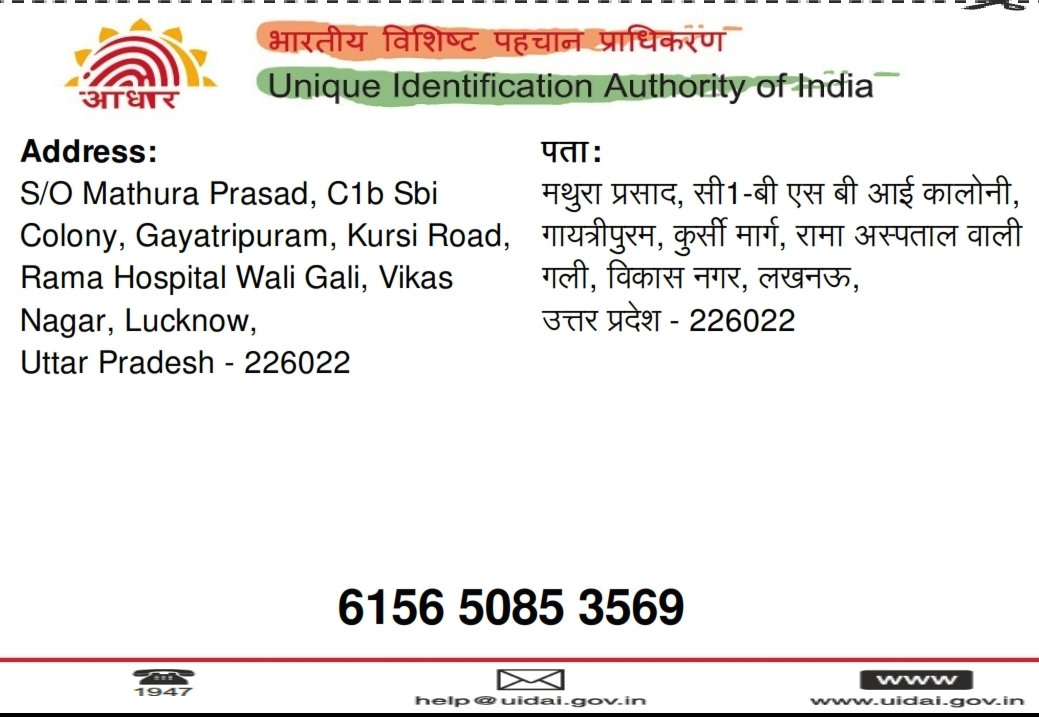 आधार
भारतीय विशिष्ट पहचान प्राधिकरण
Unique Identification Authority of India
Address:
S/O Mathura Prasad, C1b Sbi
Colony, Gayatripuram, Kursi Road,
Rama Hospital Wali Gali, Vikas
Nagar, Lucknow,
Uttar Pradesh - 226022
पता:
मथुरा प्रसाद, सी1-बी एस बी आई कालोनी,
गायत्रीपुरम, कुर्सी मार्ग, रामा अस्पताल वाली
गली, विकास नगर, लखनऊ,
उत्तर प्रदेश - 226022
6156 5085 3569
1947
help@uidai.gov.in
www
www.uidai.gov.in